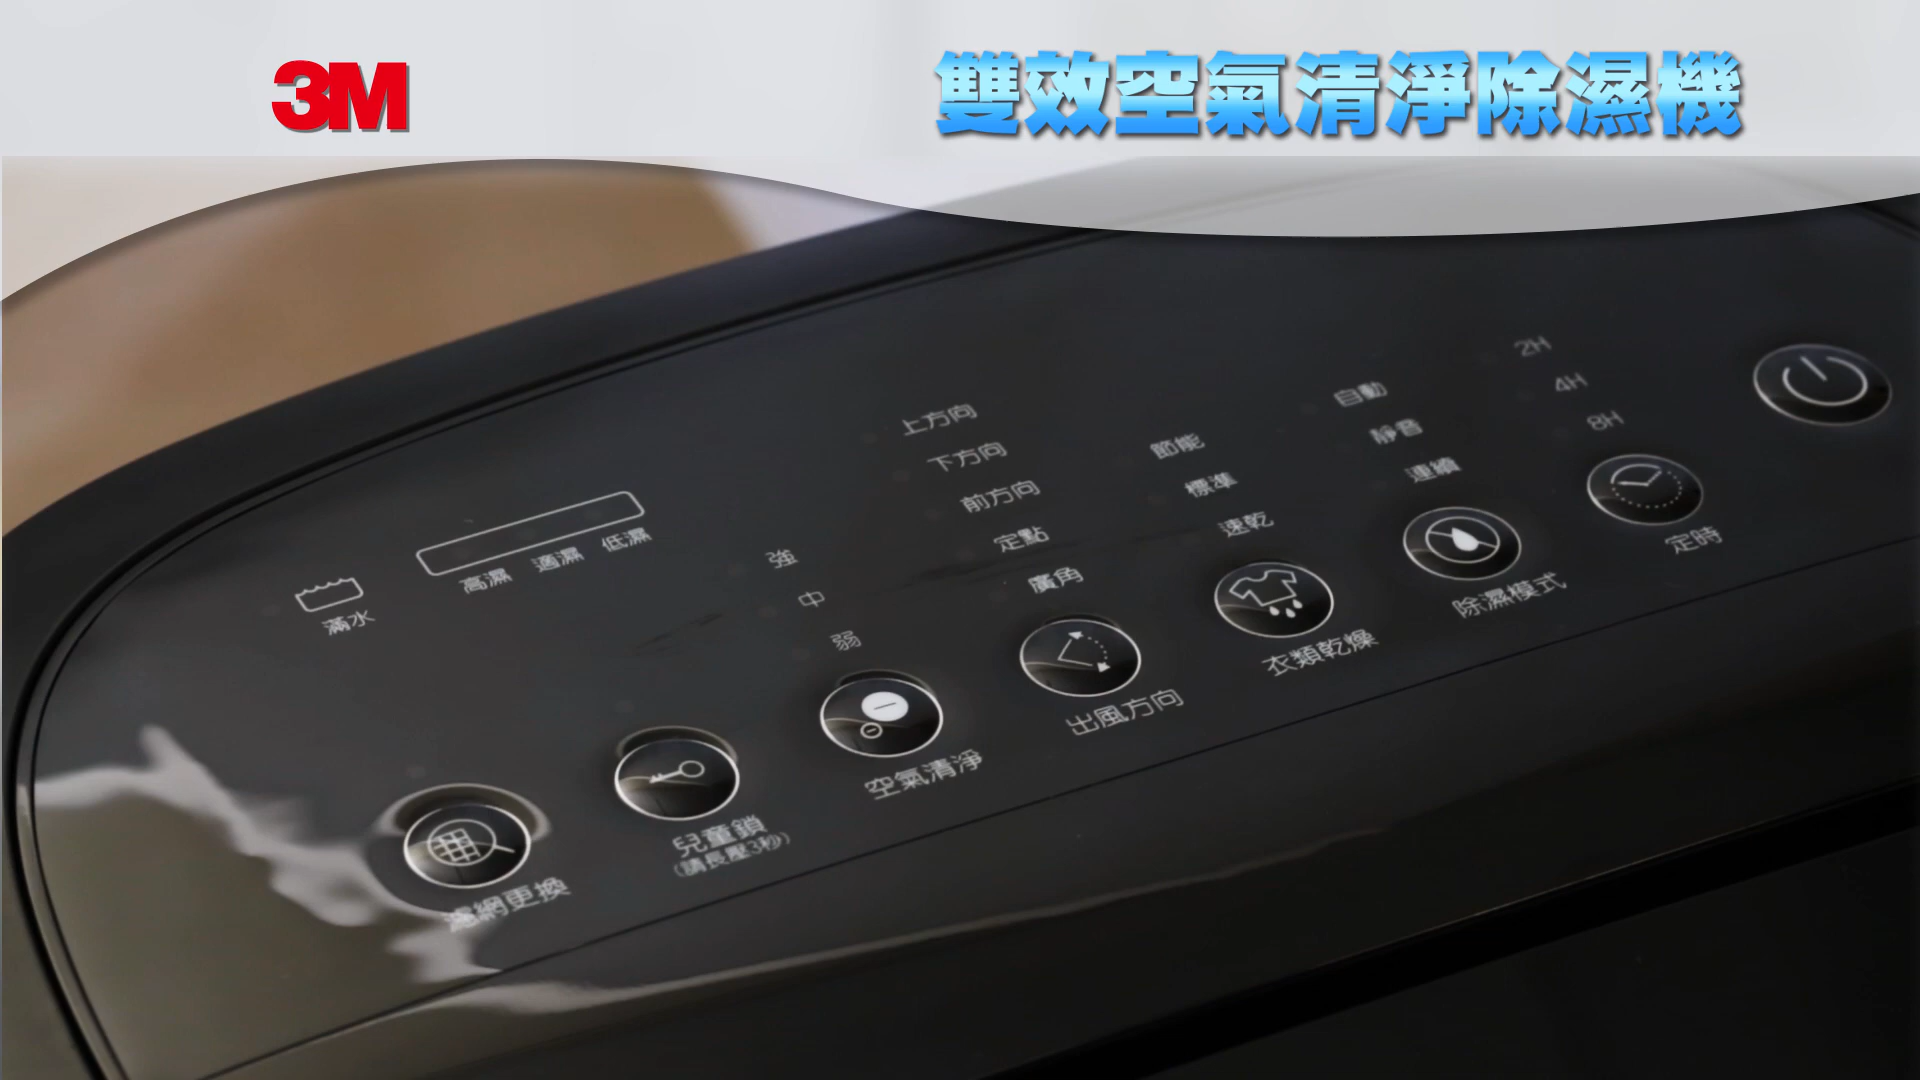 3M
雙效空氣清淨除濕機
滿水
高濕 適濕 低濕
強
中
弱
上方向
下方向
前方向
定點
廣角
節能
標準
速乾
自動
靜音
連續
2H
4H
8H
濾網更換
兒童鎖
(請長壓3秒)
空氣清淨
出風方向
衣類乾燥
除濕模式
定時